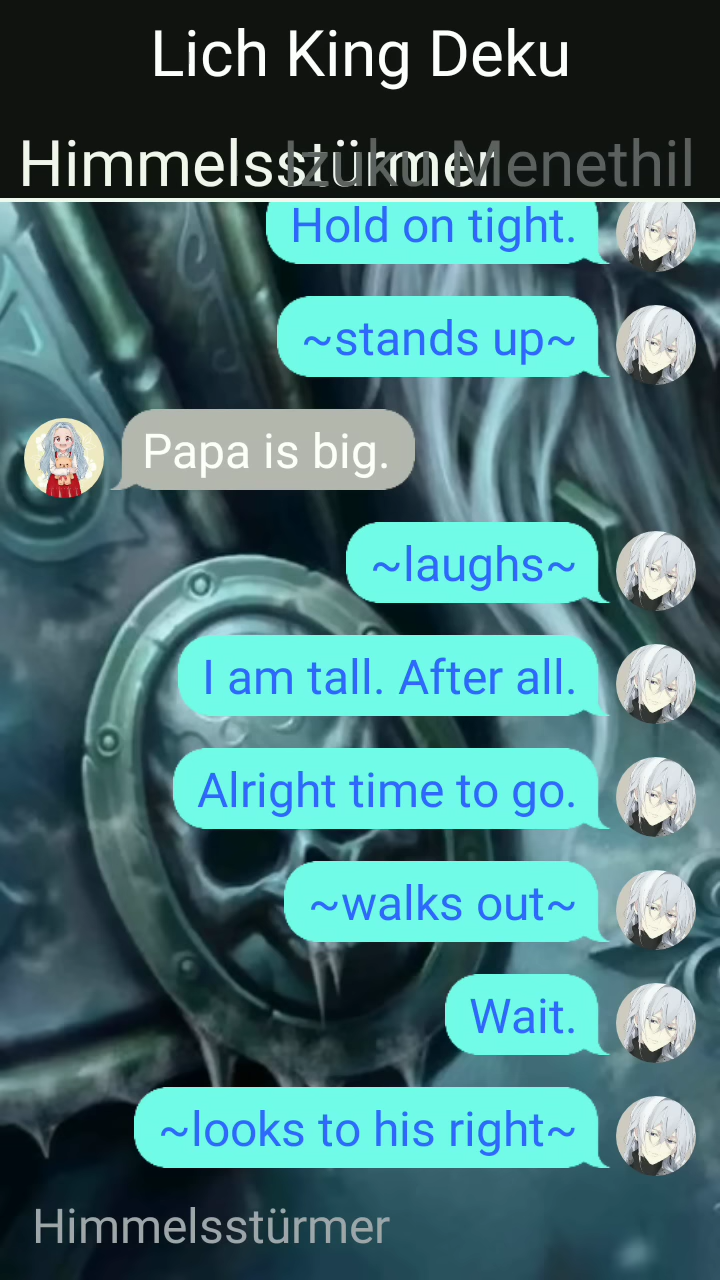 Lich King Deku
Himmelsstürmer
Izuku Menethil
Hold on tight.
~stands up~
Papa is big.
~laughs~
I am tall. After all.
Alright time to go.
~walks out~
Wait.
~looks to his right~
Himmelsstürmer